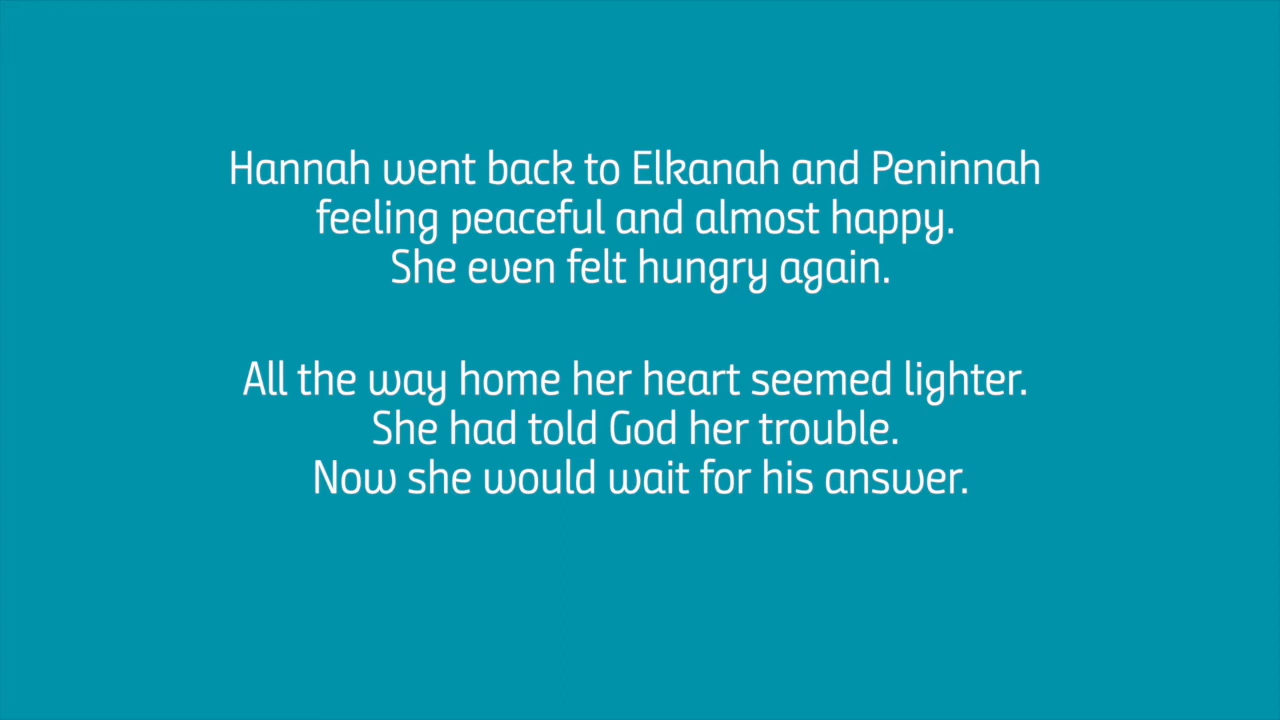 Hannah went back to Elkanah and Peninnah
feeling peaceful and almost happy.
She even felt hungry again.
All the way home her heart seemed lighter.
She had told God her trouble.
Now she would wait for his answer.